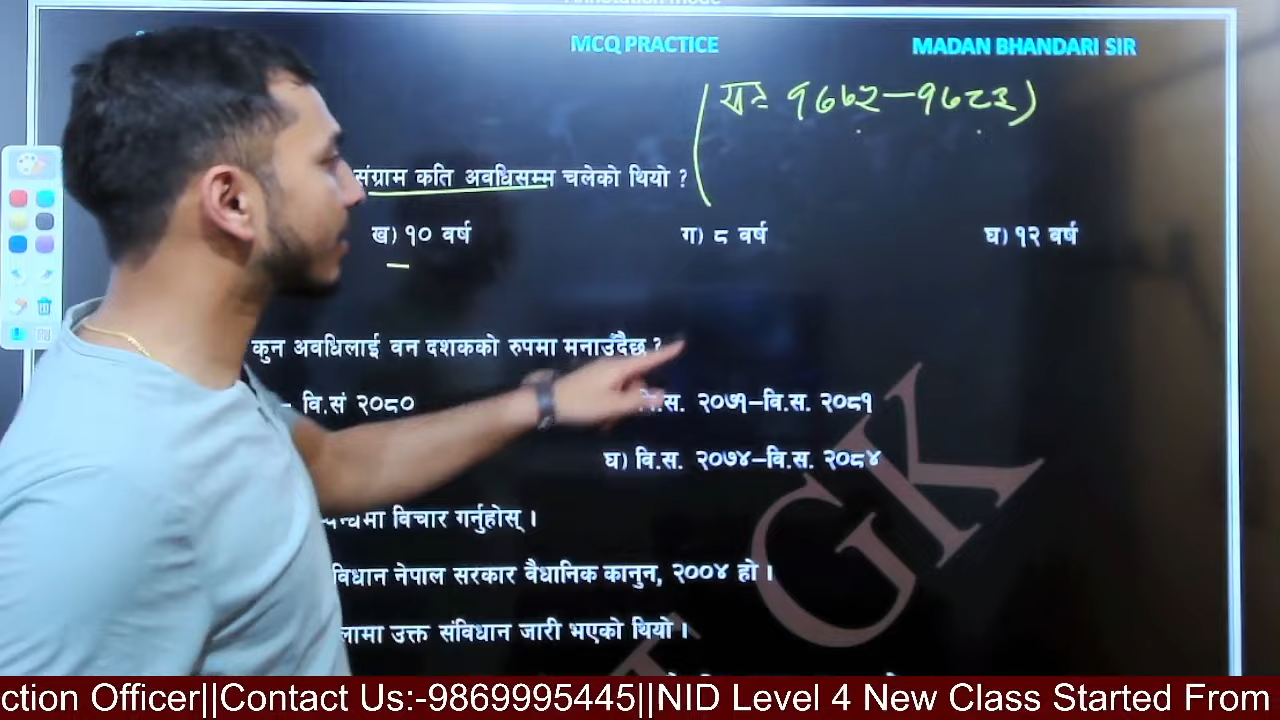 MCQ PRACTICE MADAN BHANDARI SIR
(सन १७७२-१७८३)
संग्राम कति अवधिसम्म चलेको थियो ?
ख) १० वर्ष ग) ८ वर्ष घ) १२ वर्ष
कुन अवधिलाई वन दशकको रुपमा मनाउँदैछ ?
– वि.सं २०८० वि.स. २०७१–वि.स. २०८१
घ) वि.स. २०७४–वि.स. २०८४
विचार गर्नुहोस् ।
नेपाल सरकार वैधानिक कानुन, २००४ हो ।
उक्त संविधान जारी भएको थियो ।
GK
ction Officer||Contact Us:-9869995445||NID Level 4 New Class Started From